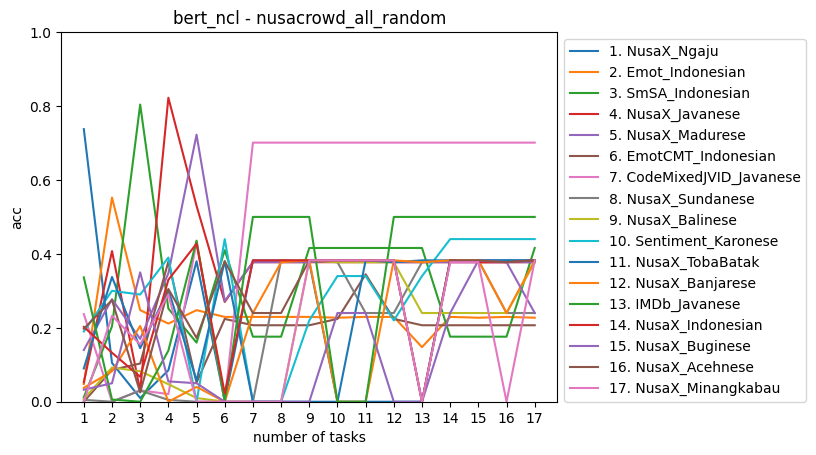 bert_ncl - nusacrowd_all_random
1.0
0.8
0.6
0.4
0.2
0.0
acc
1 2 3 4 5 6 7 8 9 10 11 12 13 14 15 16 17
number of tasks
1. NusaX_Ngaju
2. Emot_Indonesian
3. SmSA_Indonesian
4. NusaX_Javanese
5. NusaX_Madurese
6. EmotCMT_Indonesian
7. CodeMixedJVID_Javanese
8. NusaX_Sundanese
9. NusaX_Balinese
10. Sentiment_Karonese
11. NusaX_TobaBatak
12. NusaX_Banjarese
13. IMDb_Javanese
14. NusaX_Indonesian
15. NusaX_Buginese
16. NusaX_Acehnese
17. NusaX_Minangkabau